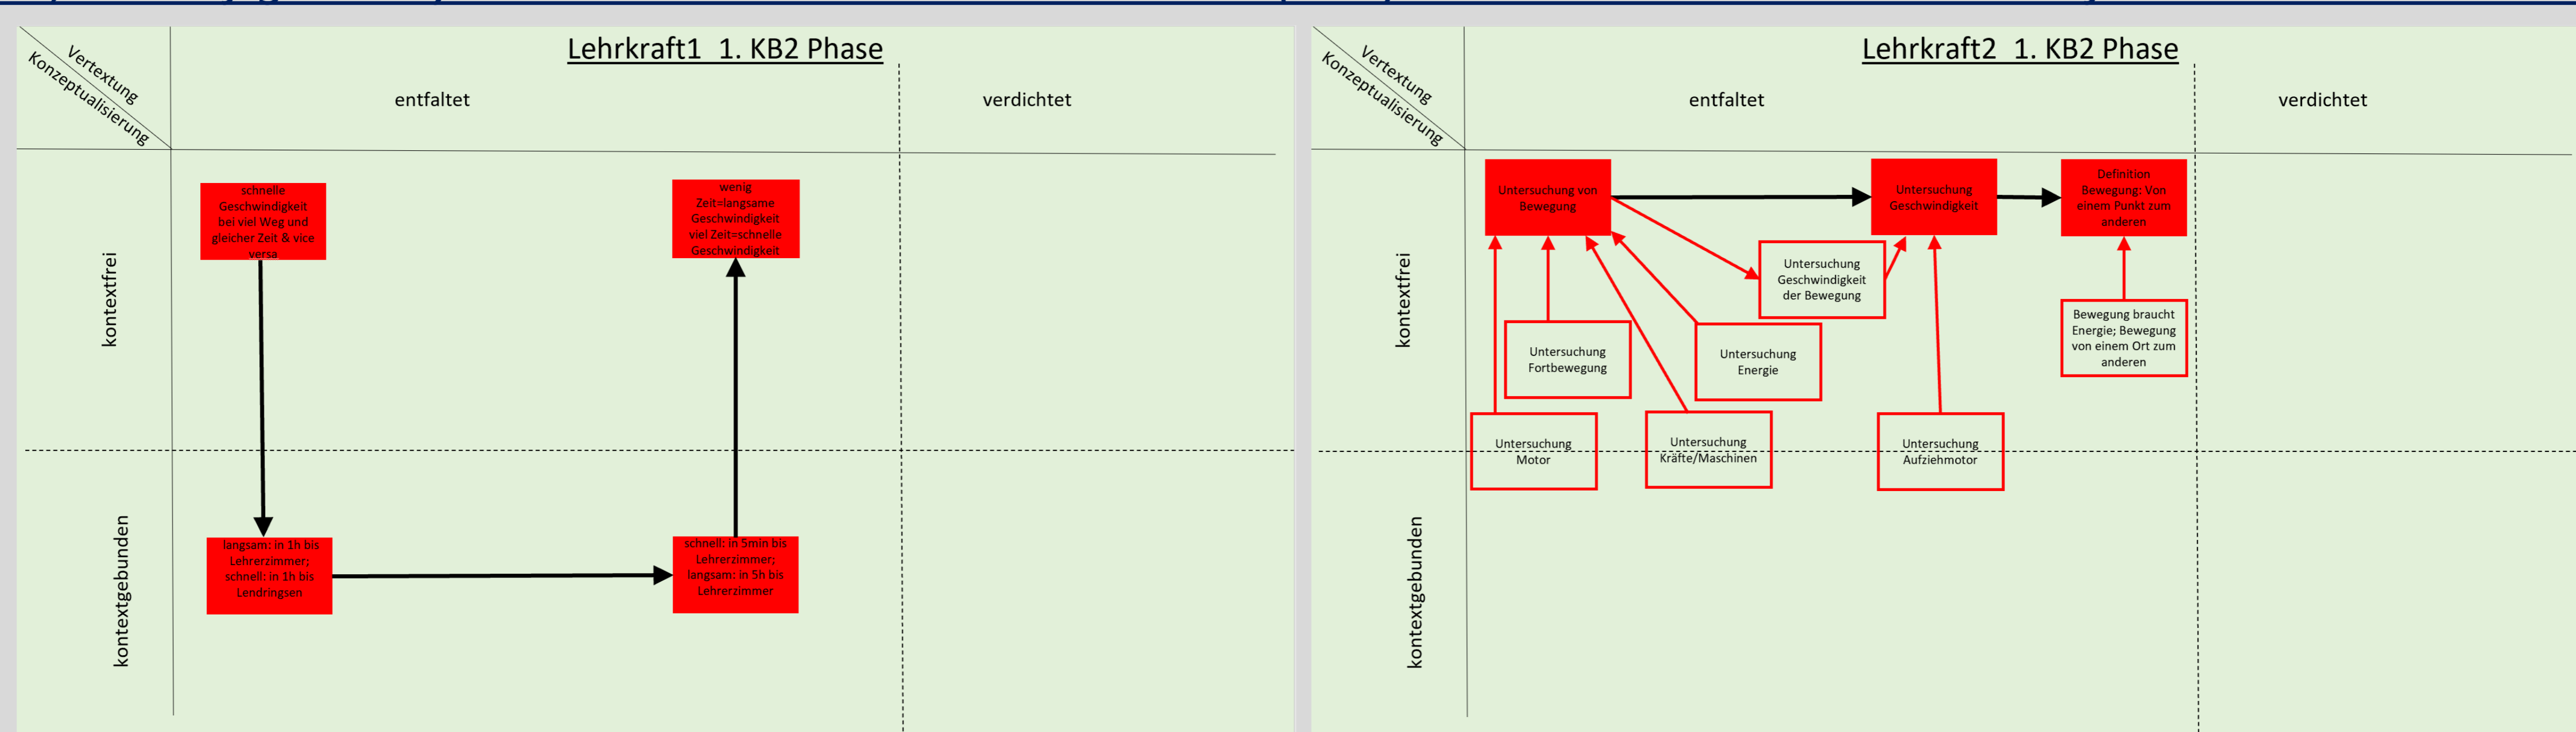 Lehrkraft1 1. KB2 Phase
Vertextung
Konzeptualisierung
entfaltet
verdichtet
kontextfrei
kontextgebunden
schnelle
Geschwindigkeit
bei viel Weg und
gleicher Zeit & vice
versa
wenig
Zeit=langsame
Geschwindigkeit
viel Zeit=schnelle
Geschwindigkeit
langsam: in 1h bis
Lehrerzimmer;
schnell: in 1h bis
Lendringsen
schnell: in 5min bis
Lehrerzimmer;
langsam: in 5h bis
Lehrerzimmer
Lehrkraft2 1. KB2 Phase
Vertextung
Konzeptualisierung
entfaltet
verdichtet
kontextfrei
kontextgebunden
Untersuchung von
Bewegung
Untersuchung
Geschwindigkeit
Definition
Bewegung: Von
einem Punkt zum
anderen
Untersuchung
Geschwindigkeit
der Bewegung
Bewegung braucht
Energie; Bewegung
von einem Ort zum
anderen
Untersuchung
Fortbewegung
Untersuchung
Energie
Untersuchung
Motor
Untersuchung
Kräfte/Maschinen
Untersuchung
Aufziehmotor